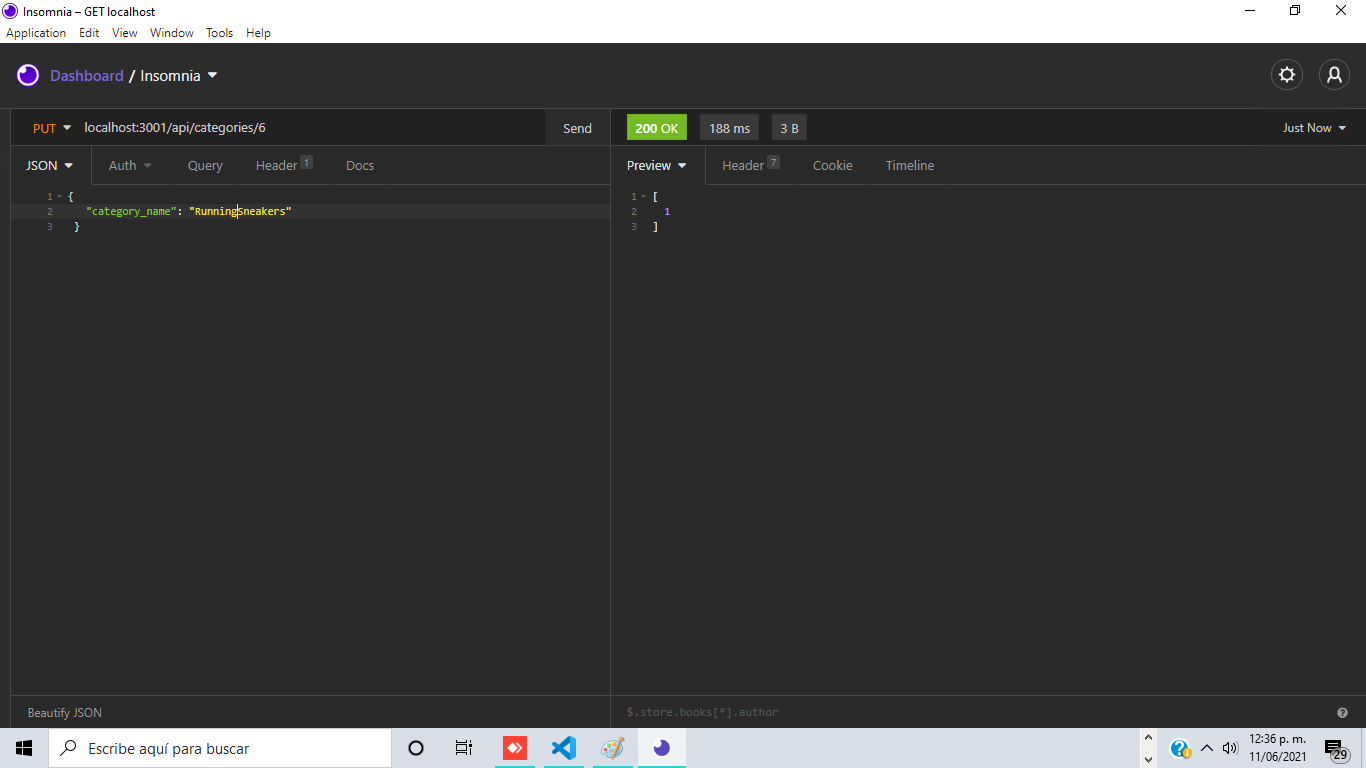 Insomnia – GET localhost
Application Edit View Window Tools Help
Dashboard / Insomnia
PUT localhost:3001/api/categories/6 Send
200 OK 188 ms 3 B Just Now
JSON Auth Query Header 1 Docs
Preview Header 7 Cookie Timeline
1 {
2 "category_name": "RunningSneakers"
3 }
1 [
2 1
3 ]
Beautify JSON
$.store.books[*].author
Escribe aquí para buscar
12:36 p. m.
11/06/2021
29